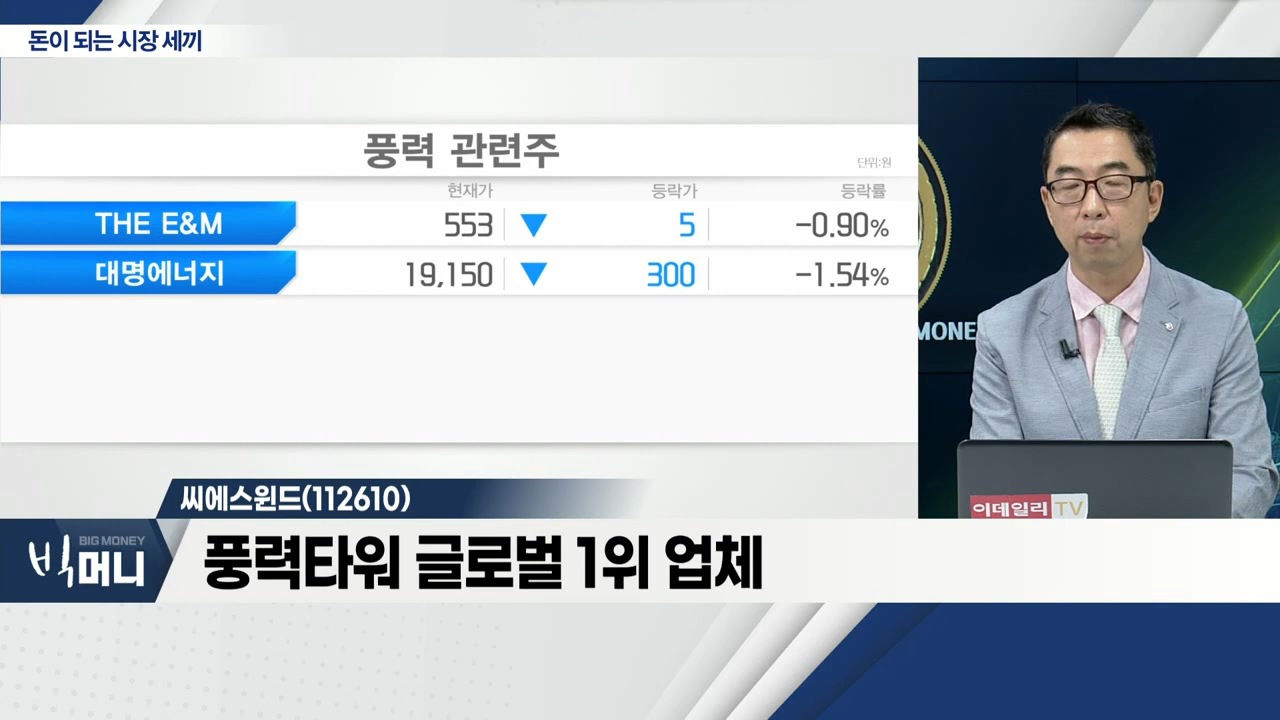 돈이 되는 시장 세끼
풍력 관련주
단위:원
현재가 등락가 등락률
THE E&M 553 ▼ 5 -0.90%
대명에너지 19,150 ▼ 300 -1.54%
MONE
이데일리 TV
씨에스윈드(112610)
BIG MONEY
빅머니
풍력타워 글로벌 1위 업체